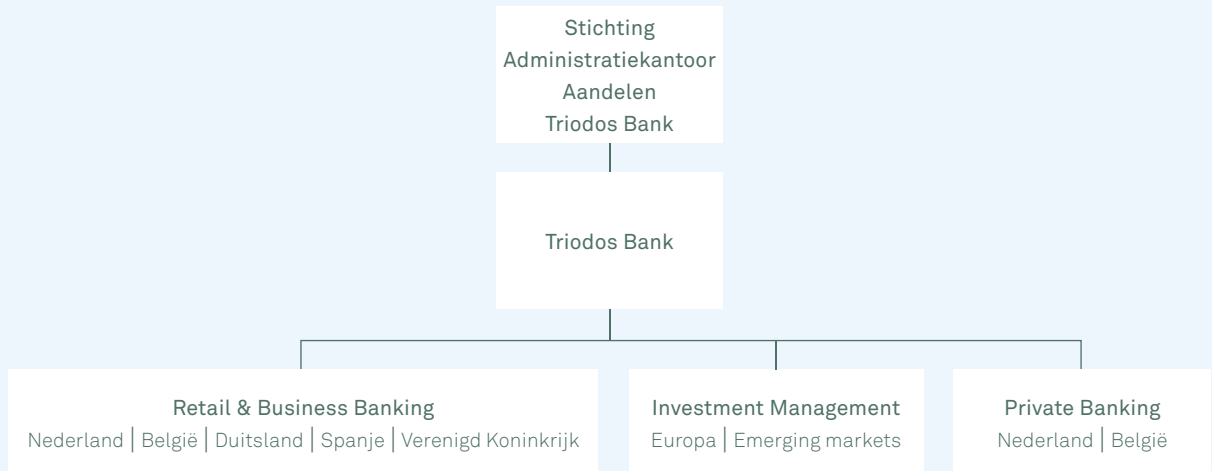 Stichting
Administratiekantoor
Aandelen
Triodos Bank
Triodos Bank
Retail & Business Banking
Nederland | België | Duitsland | Spanje | Verenigd Koninkrijk
Investment Management
Europa | Emerging markets
Private Banking
Nederland | België